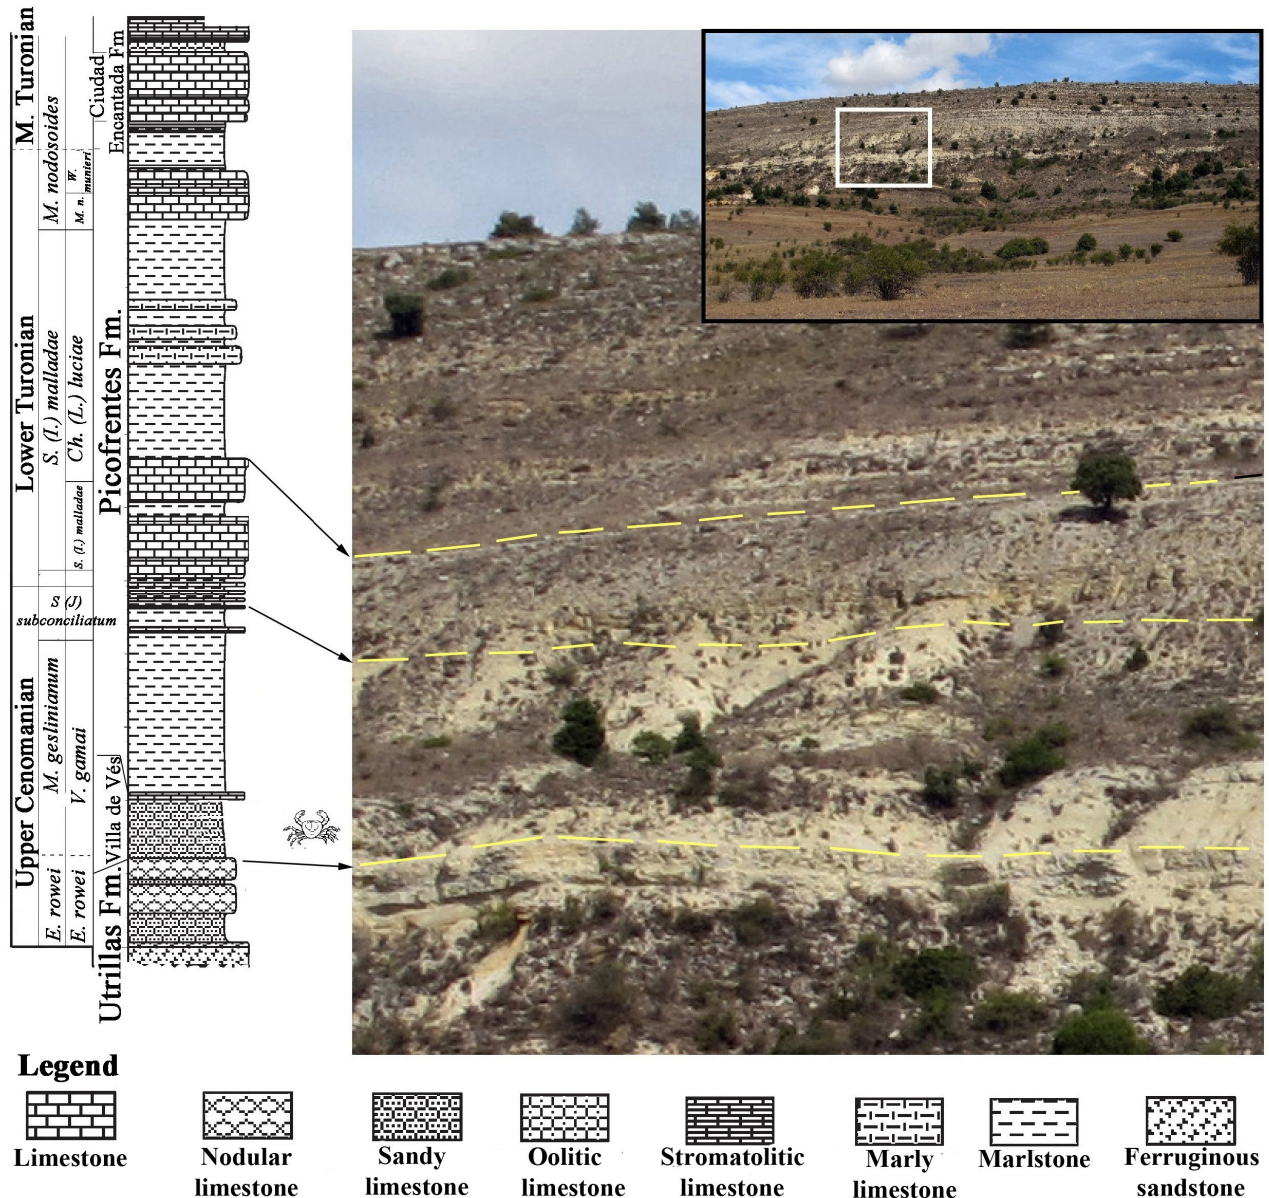 M. Turonian
Lower Turonian
Upper Cenomanian
M. nodosoides
S. (I.) malladae
S (J)
subconciliatum
M. geslinianum
E. rowei
W.
munieri
M. n.
Ch. (L.) luciae
S. (I.) malladae
V. gamai
E. rowei
Ciudad
Encantada Fm
Picofrentes Fm.
Villa de Vés
Utrillas Fm.
Legend
Limestone
Nodular
limestone
Sandy
limestone
Oolitic
limestone
Stromatolitic
limestone
Marly
limestone
Marlstone
Ferruginous
sandstone